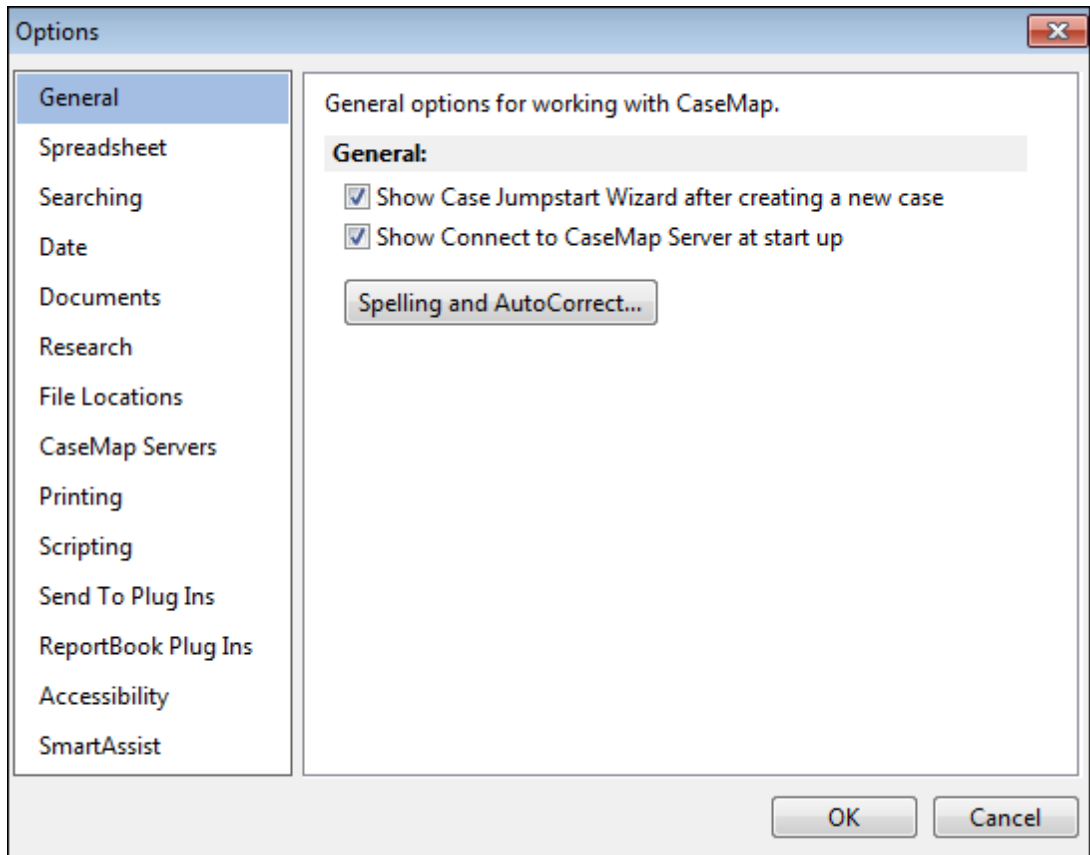 Options
General
Spreadsheet
Searching
Date
Documents
Research
File Locations
CaseMap Servers
Printing
Scripting
Send To Plug Ins
ReportBook Plug Ins
Accessibility
SmartAssist
General options for working with CaseMap.
General:
Show Case Jumpstart Wizard after creating a new case
Show Connect to CaseMap Server at start up
Spelling and AutoCorrect...
OK
Cancel